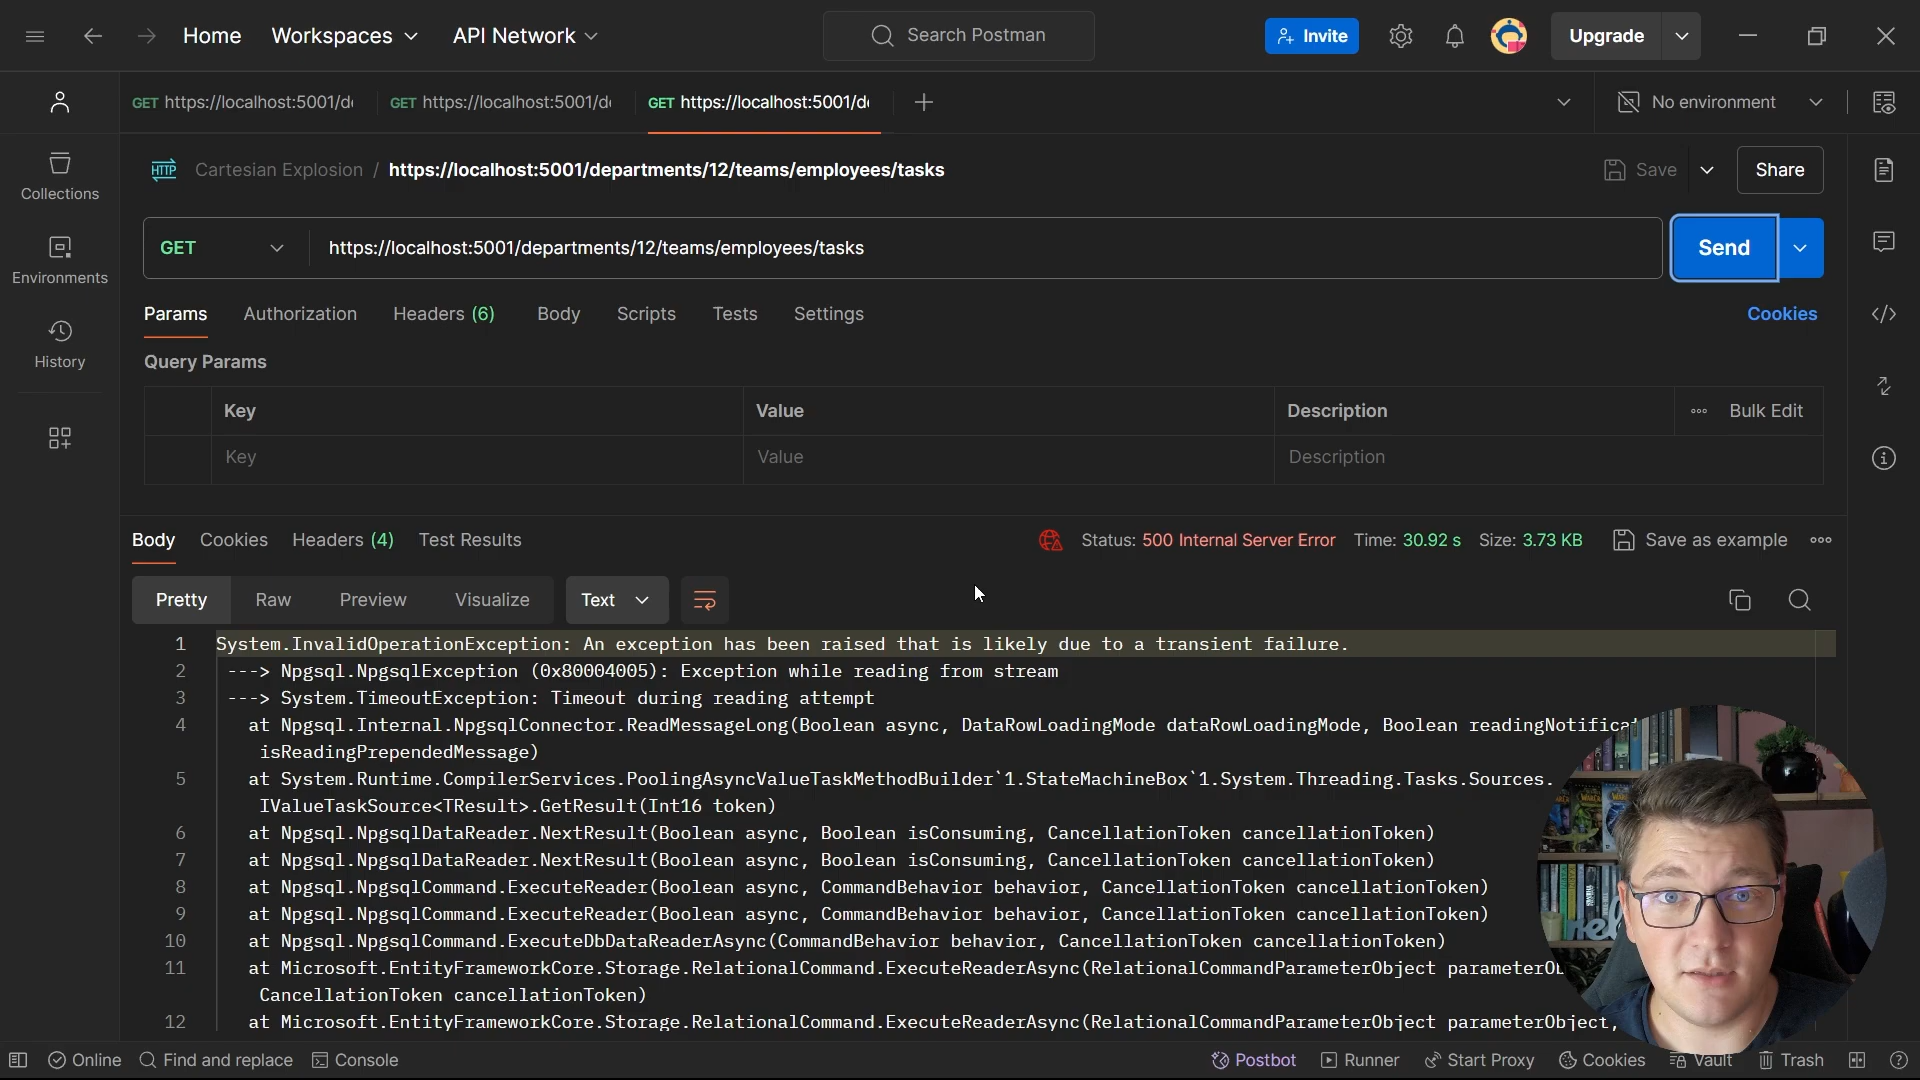 Home Workspaces API Network Search Postman Invite Upgrade
GET https://localhost:5001/de GET https://localhost:5001/de GET https://localhost:5001/de No environment
HTTP Cartesian Explosion / https://localhost:5001/departments/12/teams/employees/tasks Save Share
Collections
GET https://localhost:5001/departments/12/teams/employees/tasks Send
Environments
Params Authorization Headers (6) Body Scripts Tests Settings Cookies
History
Query Params
Key Value Description Bulk Edit
Key Value Description
Body Cookies Headers (4) Test Results Status: 500 Internal Server Error Time: 30.92 s Size: 3.73 KB Save as example
Pretty Raw Preview Visualize Text
1 System.InvalidOperationException: An exception has been raised that is likely due to a transient failure.
2 ---> Npgsql.NpgsqlException (0x80004005): Exception while reading from stream
3 ---> System.TimeoutException: Timeout during reading attempt
4 at Npgsql.Internal.NpgsqlConnector.ReadMessageLong(Boolean async, DataRowLoadingMode dataRowLoadingMode, Boolean
isReadingPrependedMessage)
5 at System.Runtime.CompilerServices.PoolingAsyncValueTaskMethodBuilder`1.StateMachineBox`1.System.Threading.Tasks.Sources.
IValueTaskSource<TResult>.GetResult(Int16 token)
6 at Npgsql.NpgsqlDataReader.NextResult(Boolean async, Boolean isConsuming, CancellationToken cancellationToken)
7 at Npgsql.NpgsqlDataReader.NextResult(Boolean async, Boolean isConsuming, CancellationToken cancellationToken)
8 at Npgsql.NpgsqlCommand.ExecuteReader(Boolean async, CommandBehavior behavior, CancellationToken cancellationToken)
9 at Npgsql.NpgsqlCommand.ExecuteReader(Boolean async, CommandBehavior behavior, CancellationToken cancellationToken)
10 at Npgsql.NpgsqlCommand.ExecuteDbDataReaderAsync(CommandBehavior behavior, CancellationToken cancellationToken)
11 at Microsoft.EntityFrameworkCore.Storage.RelationalCommand.ExecuteReaderAsync(RelationalCommandParameterObject
CancellationToken cancellationToken)
12 at Microsoft.EntityFrameworkCore.Storage.RelationalCommand.ExecuteReaderAsync(RelationalCommandParameterObject parameterObject,
Online Find and replace Console Postbot Runner Start Proxy Cookies Vault Trash